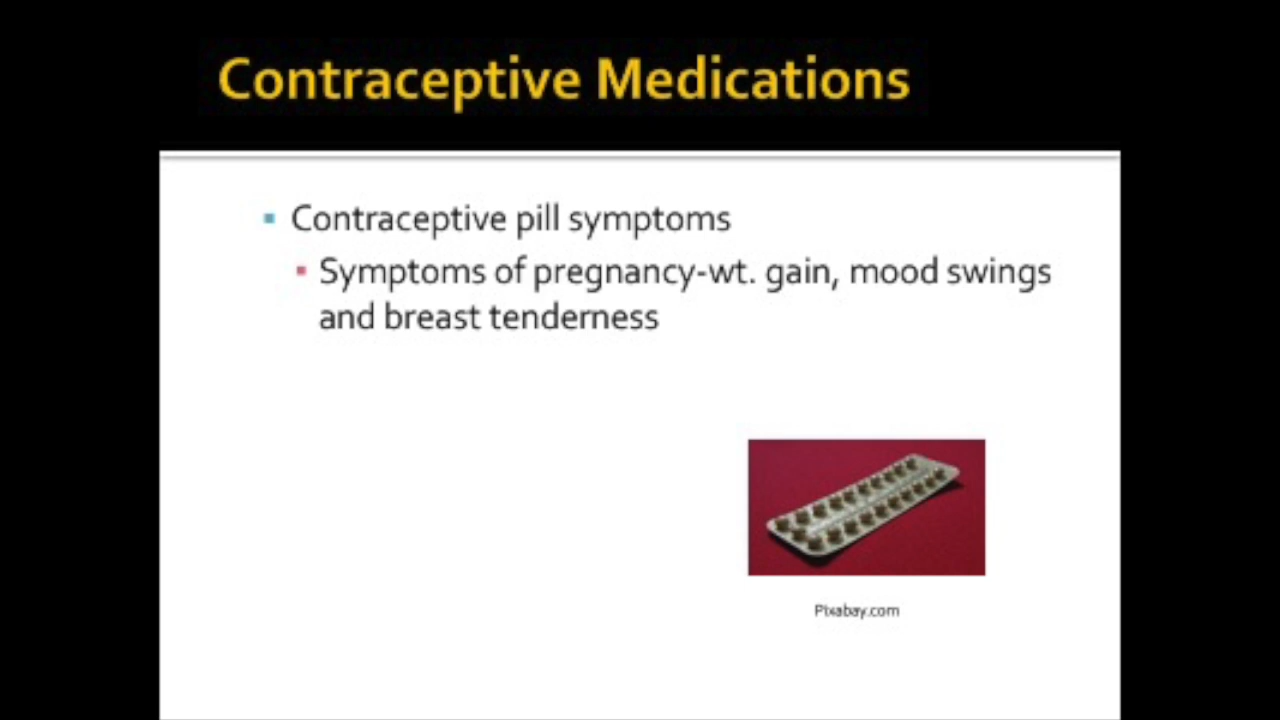 Contraceptive Medications
Contraceptive pill symptoms
Symptoms of pregnancy-wt. gain, mood swings
and breast tenderness
Pixabay.com